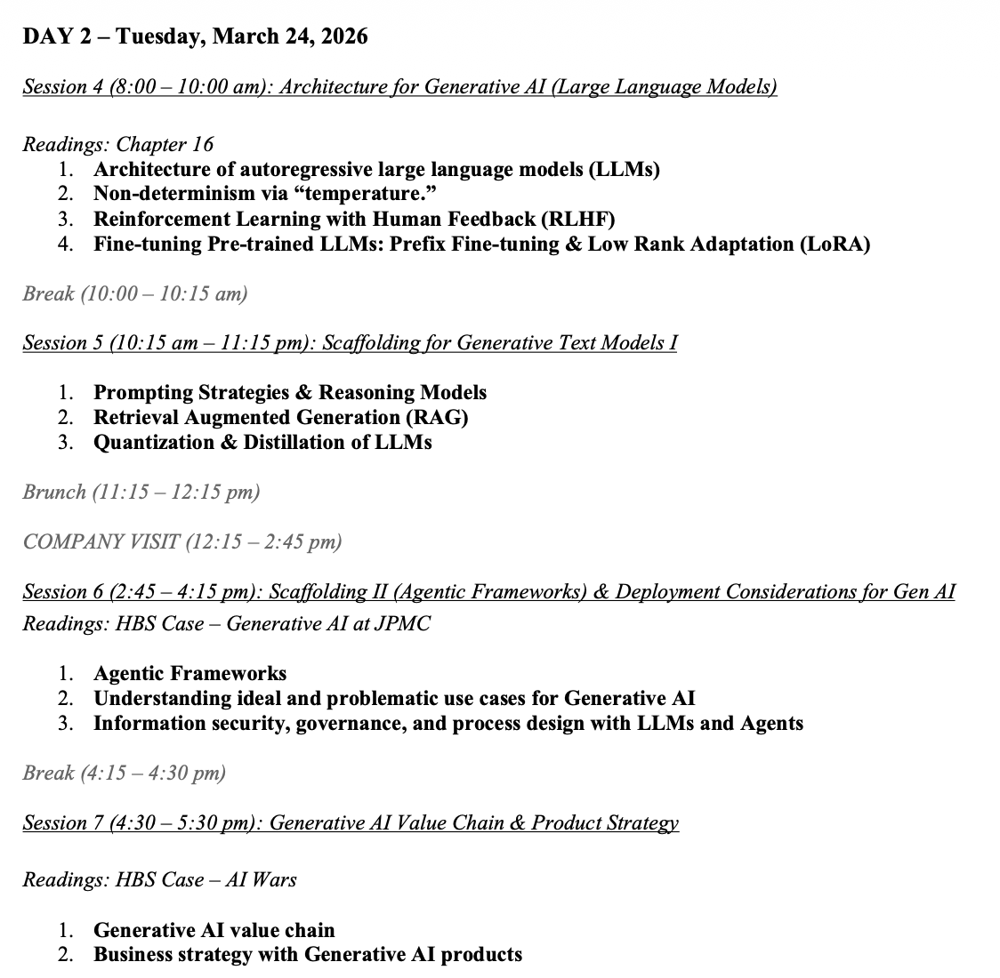 DAY 2 – Tuesday, March 24, 2026
Session 4 (8:00 – 10:00 am): Architecture for Generative AI (Large Language Models)
Readings: Chapter 16
1. Architecture of autoregressive large language models (LLMs)
2. Non-determinism via “temperature.”
3. Reinforcement Learning with Human Feedback (RLHF)
4. Fine-tuning Pre-trained LLMs: Prefix Fine-tuning & Low Rank Adaptation (LoRA)
Break (10:00 – 10:15 am)
Session 5 (10:15 am – 11:15 pm): Scaffolding for Generative Text Models I
1. Prompting Strategies & Reasoning Models
2. Retrieval Augmented Generation (RAG)
3. Quantization & Distillation of LLMs
Brunch (11:15 – 12:15 pm)
COMPANY VISIT (12:15 – 2:45 pm)
Session 6 (2:45 – 4:15 pm): Scaffolding II (Agentic Frameworks) & Deployment Considerations for Gen AI
Readings: HBS Case – Generative AI at JPMC
1. Agentic Frameworks
2. Understanding ideal and problematic use cases for Generative AI
3. Information security, governance, and process design with LLMs and Agents
Break (4:15 – 4:30 pm)
Session 7 (4:30 – 5:30 pm): Generative AI Value Chain & Product Strategy
Readings: HBS Case – AI Wars
1. Generative AI value chain
2. Business strategy with Generative AI products